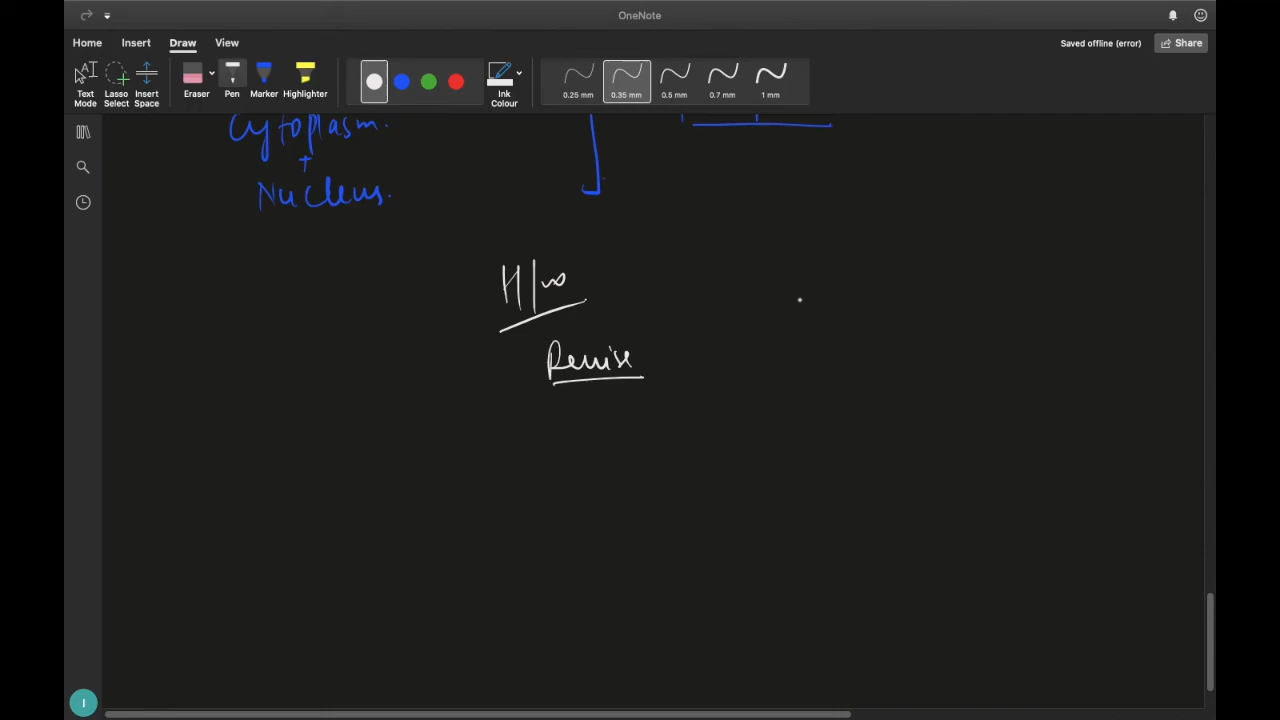 OneNote
Home Insert Draw View
Saved offline (error) Share
Text Mode
Lasso Select
Insert Space
Eraser
Pen
Marker
Highlighter
Ink Colour
0.25 mm 0.35 mm 0.5 mm 0.7 mm 1 mm
Cytoplasm.
+
Nucleus.
H/w
Revise
I